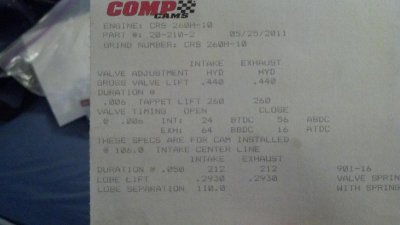 COMP
CAMS
ENGINE: CRS 260H-10
PART #: 20-210-2 05/25/2011
GRIND NUMBER: CRS 260H-10
INTAKE EXHAUST
VALVE ADJUSTMENT HYD HYD
GROSS VALVE LIFT .440 .440
DURATION @
.006 TAPPET LIFT 260 260
VALVE TIMING OPEN CLOSE
@ .006 INT: 24 BTDC 56 ABDC
EXH: 64 BBDC 16 ATDC
THESE SPECS ARE FOR CAM INSTALLED
@ 106.0 INTAKE CENTER LINE
INTAKE EXHAUST
DURATION @ .050 212 212 901-16
LOBE LIFT .2930 .2930 VALVE SPRIN
LOBE SEPARATION 110.0 WITH SPRING